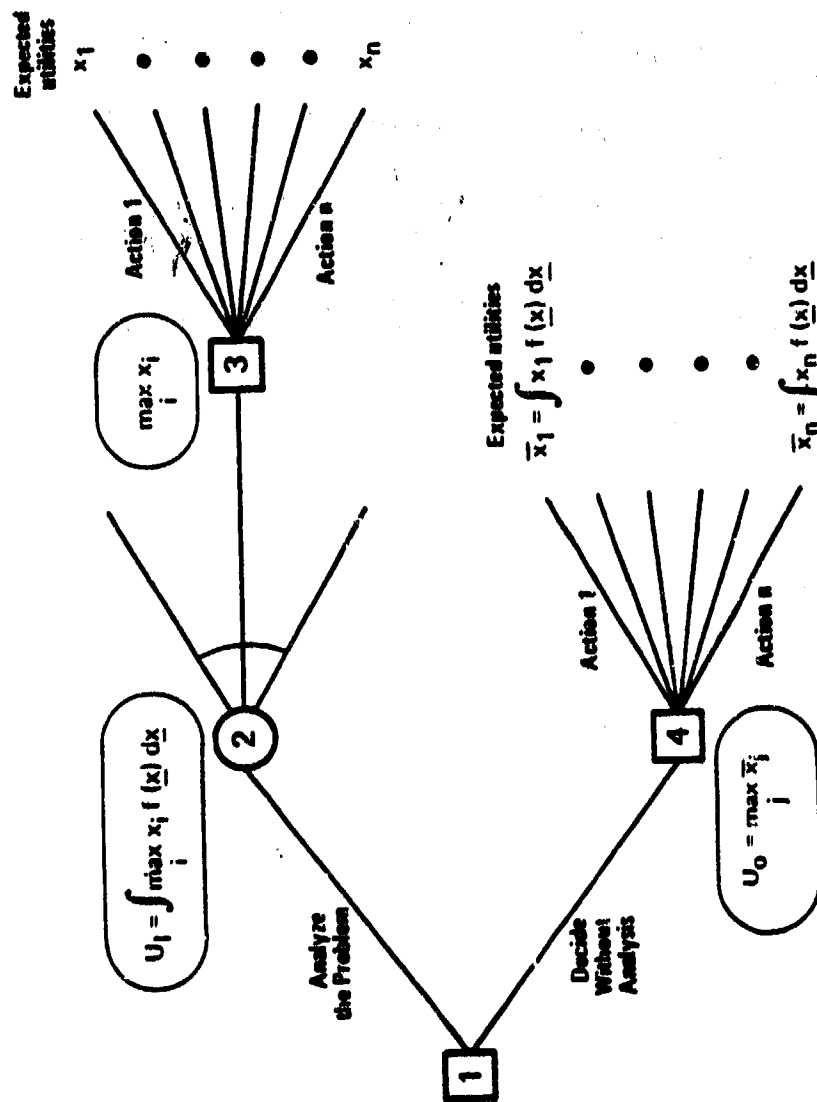 Expected
utilities
x1
xn
Action 1
Action n
3
max xi
i
2
U1 = ∫ max xi f (x) dx
i
Analyze
the Problem
1
Decide
Without
Analysis
4
Uo = max x̄j
j
Action 1
Action n
Expected utilities
x̄1 = ∫ x1 f (x) dx
x̄n = ∫ xn f (x) dx